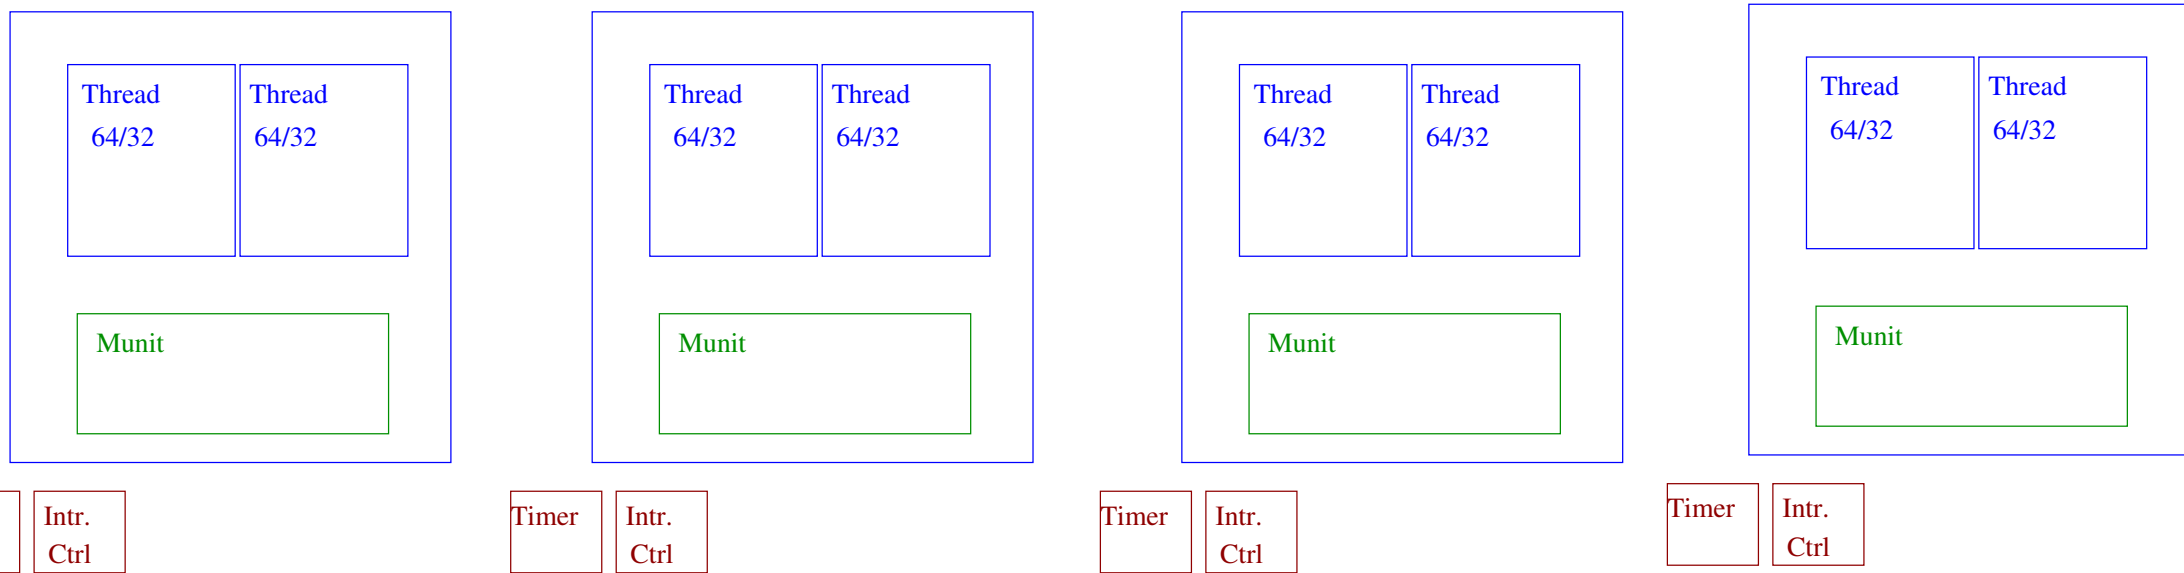 Thread Thread
64/32 64/32
Munit
Intr.
Ctrl
Thread Thread
64/32 64/32
Munit
Timer Intr.
Ctrl
Thread Thread
64/32 64/32
Munit
Timer Intr.
Ctrl
Thread Thread
64/32 64/32
Munit
Timer Intr.
Ctrl